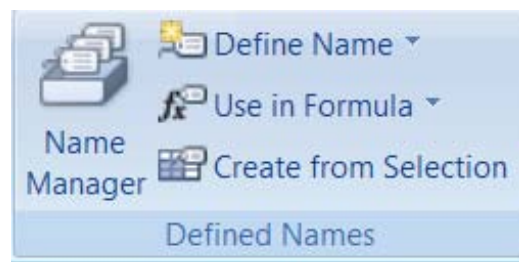 Name
Manager
Define Name
Use in Formula
Create from Selection
Defined Names